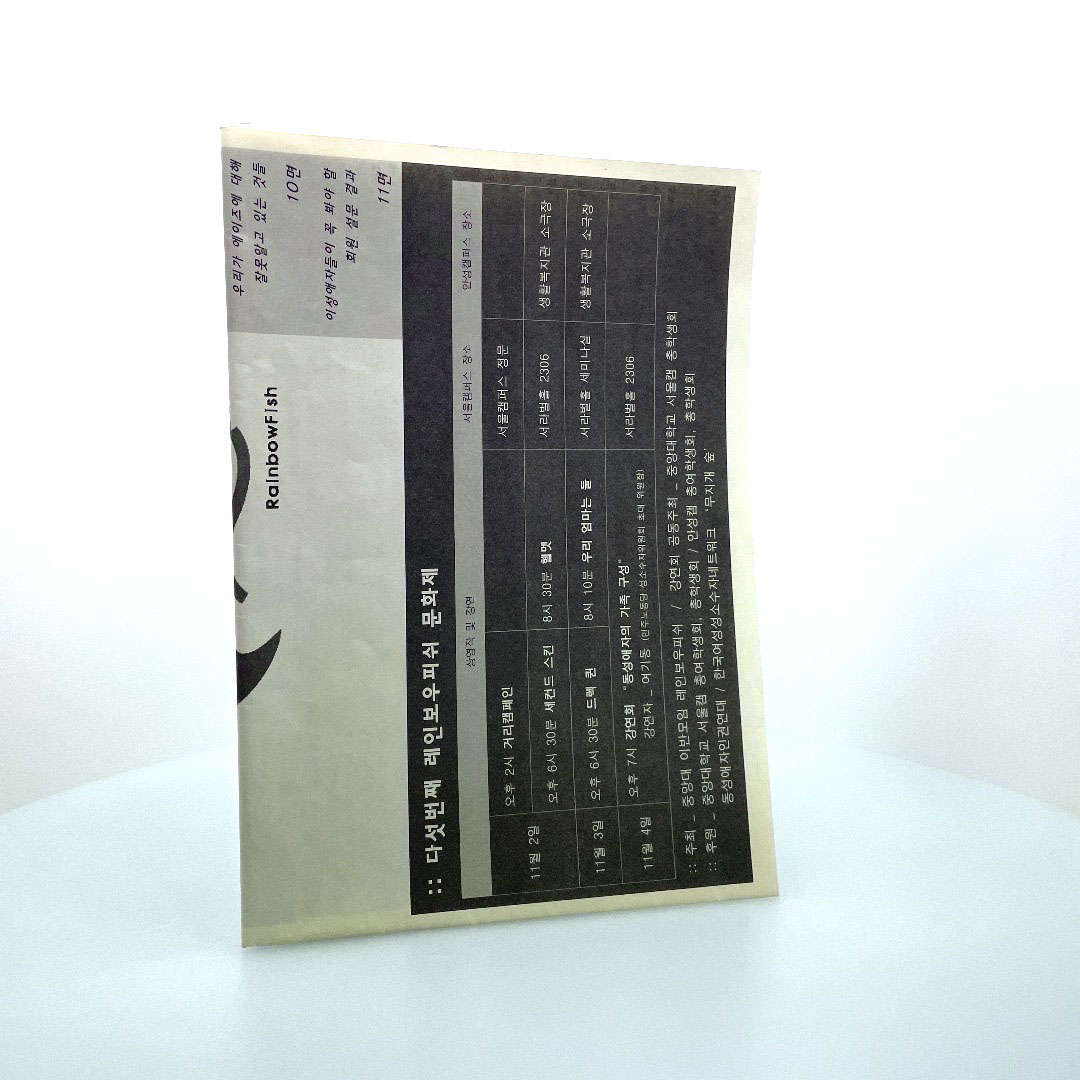 우리가 에이즈에 대해
잘못알고 있는 것들
10면
이성애자들이 꼭 봐야 할
회원 설문 결과
11면
RainbowFish
:: 다섯번째 레인보우피쉬 문화제
상영작 및 강연 서울캠퍼스 장소 안성캠퍼스 장소
11월 2일 오후 2시 거리캠페인 서울캠퍼스 정문
오후 6시 30분 세컨드 스킨 8시 30분 헬멧 서라벌홀 2306 생활복지관 소극장
11월 3일 오후 6시 30분 드랙 퀸 8시 10분 우리 엄마는 둘 서라벌홀 세미나실 생활복지관 소극장
11월 4일 오후 7시 강연회 "동성애자의 가족 구성" 서라벌홀 2306
강연자 _ 여기동 (민주노동당 성소수자위원회 초대 위원장)
:: 주최 _ 중앙대 이반모임 레인보우피쉬 / 강연회 공동주최 _ 중앙대학교 서울캠 총학생회
:: 후원 _ 중앙대학교 서울캠 총여학생회, 총학생회 / 안성캠 총여학생회, 총학생회
동성애자인권연대 / 한국여성성소수자네트워크 '무지개 숲'